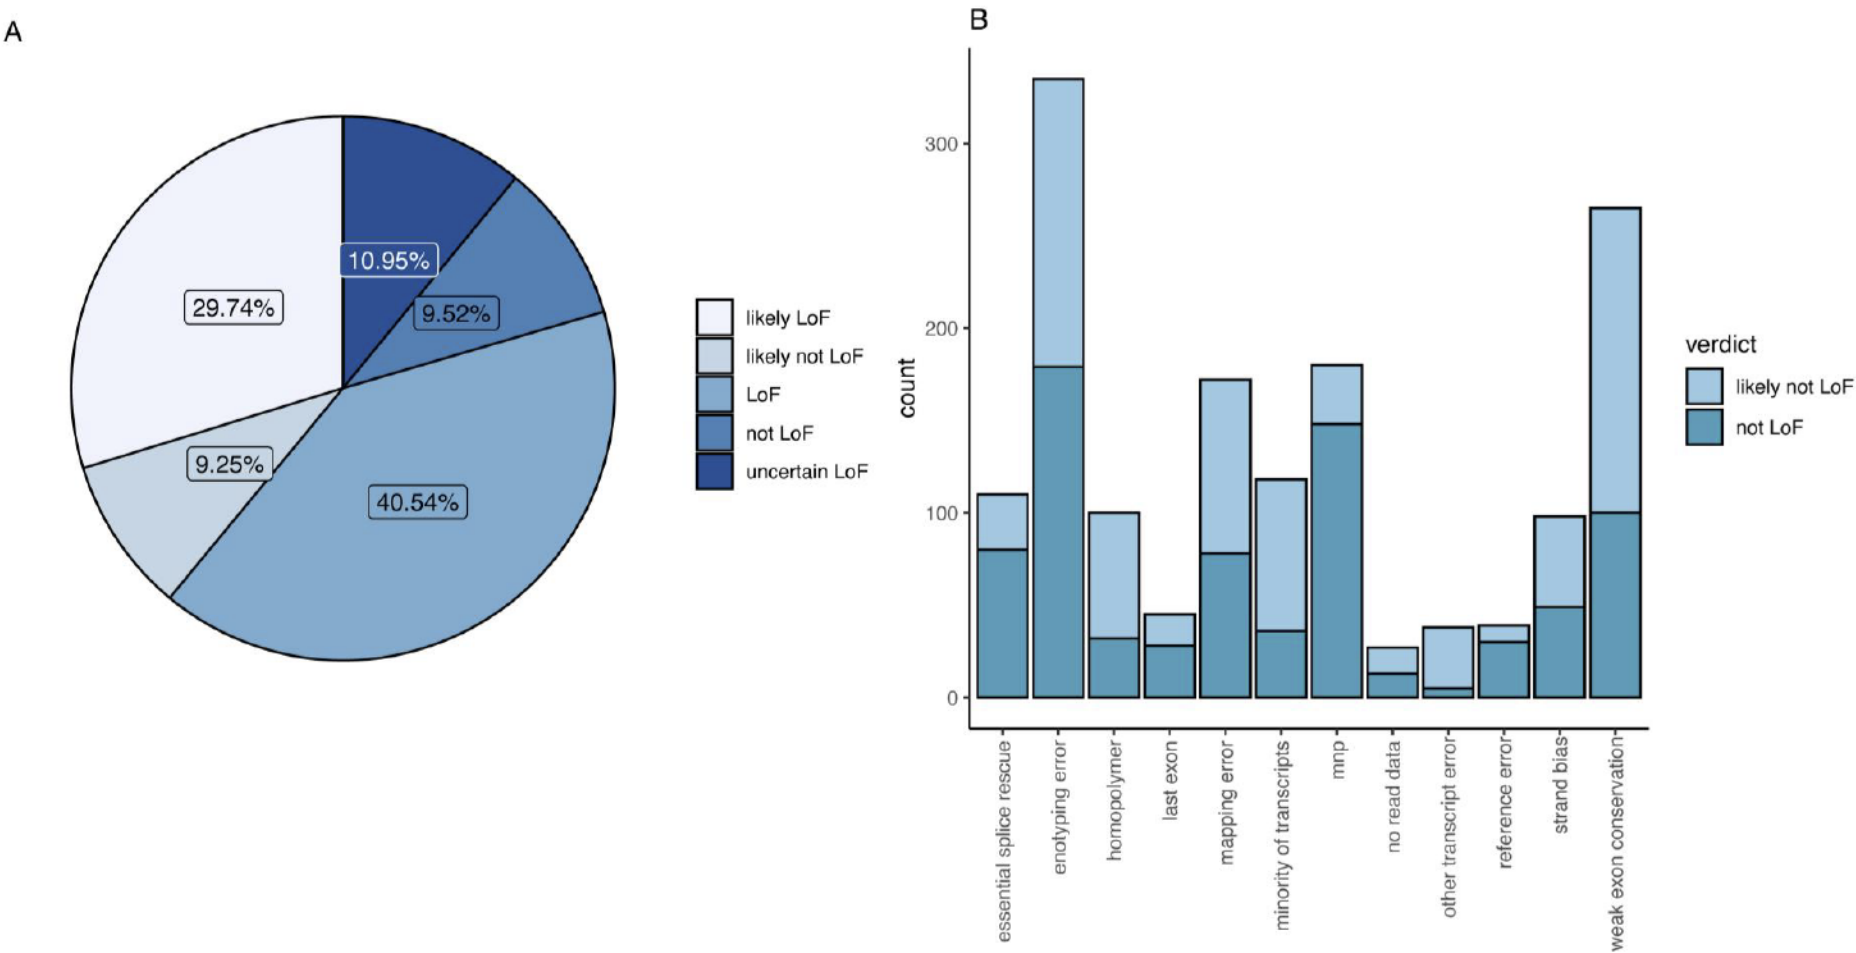 A
10.95%
29.74%
9.52%
9.25%
40.54%
likely LoF
likely not LoF
LoF
not LoF
uncertain LoF
B
count
300
200
100
0
essential splice rescue
enotyping error
homopolymer
last exon
mapping error
minority of transcripts
mnp
no read data
other transcript error
reference error
strand bias
weak exon conservation
verdict
likely not LoF
not LoF